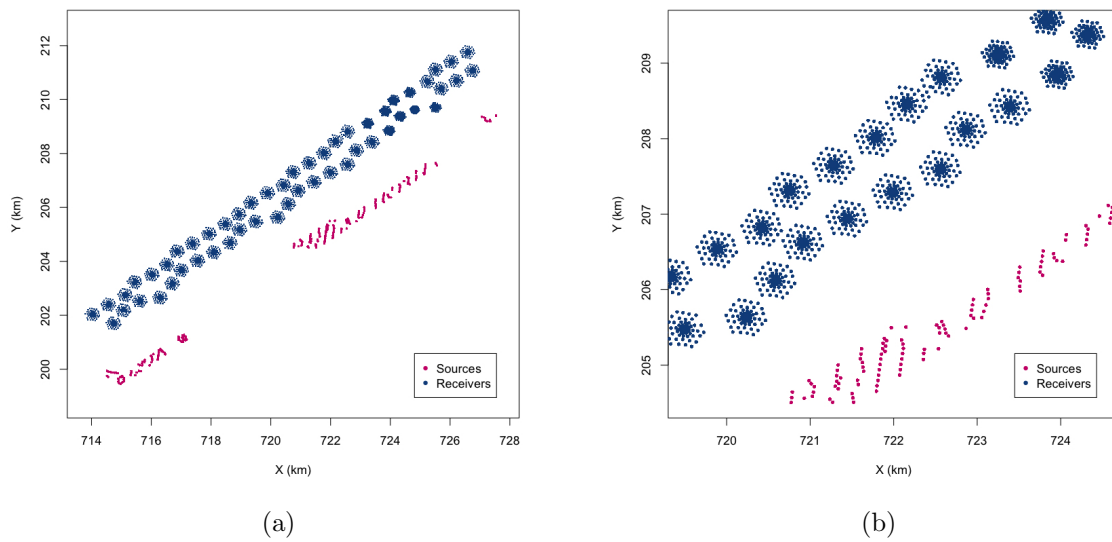 212
210
208
206
204
202
200
Y (km)
714 716 718 720 722 724 726 728
X (km)
Sources
Receivers
(a)
209
208
207
206
205
Y (km)
720 721 722 723 724
X (km)
Sources
Receivers
(b)